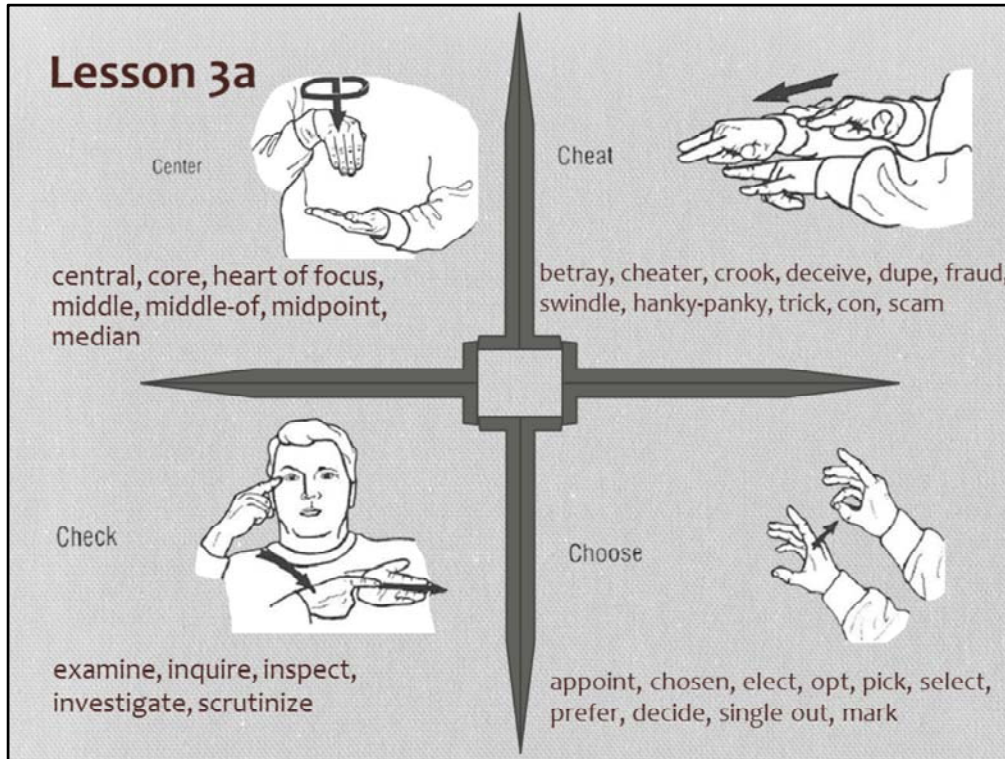 Lesson 3a
Center
central, core, heart of focus,
middle, middle-of, midpoint,
median
Cheat
betray, cheater, crook, deceive, dupe, fraud,
swindle, hanky-panky, trick, con, scam
Check
examine, inquire, inspect,
investigate, scrutinize
Choose
appoint, chosen, elect, opt, pick, select,
prefer, decide, single out, mark